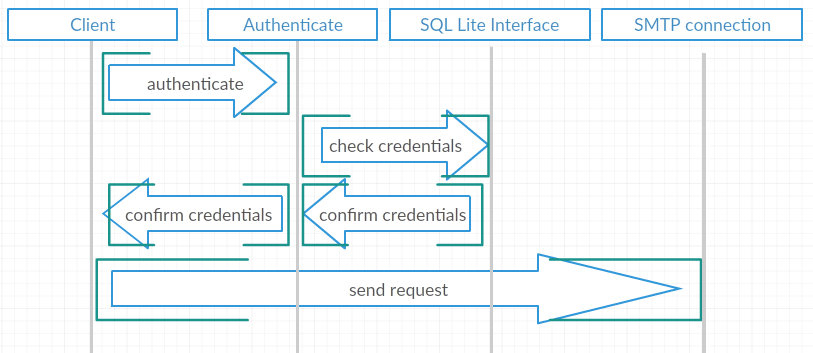 Client
Authenticate
SQL Lite Interface
SMTP connection
authenticate
check credentials
confirm credentials
confirm credentials
send request